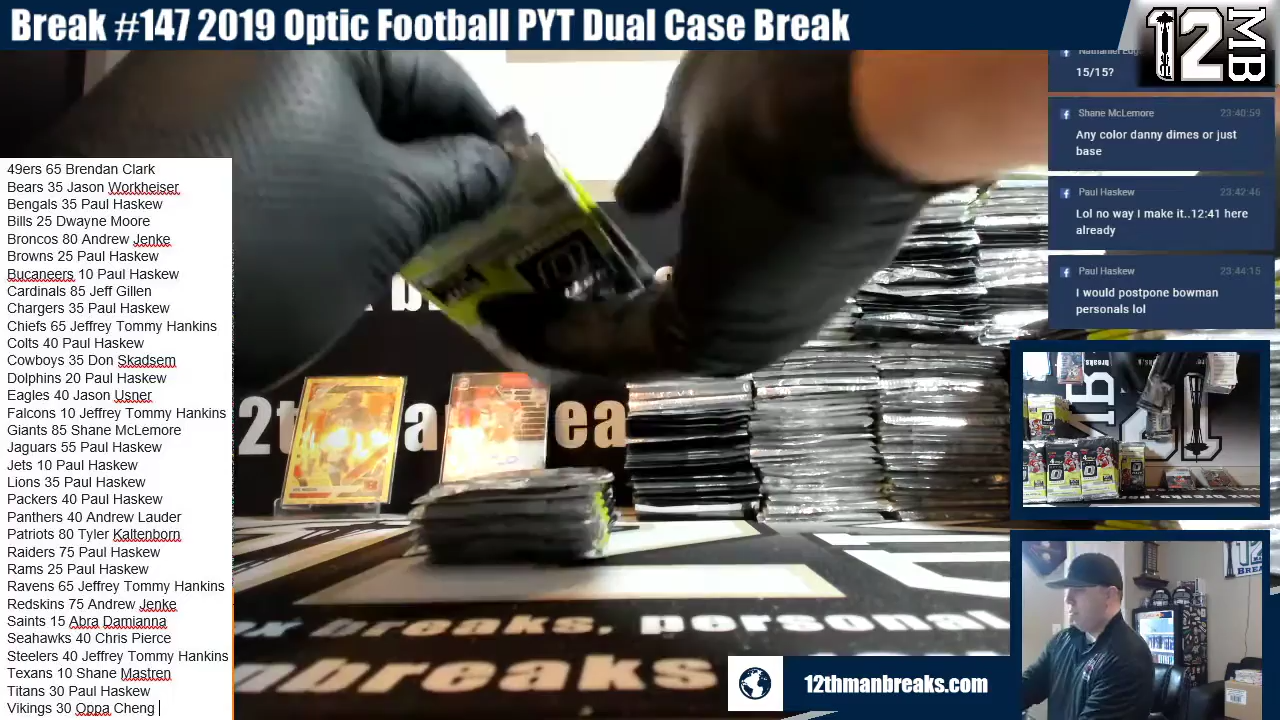 Break #147 2019 Optic Football PYT Dual Case Break
12
MB
49ers 65 Brendan Clark
Bears 35 Jason Workheiser
Bengals 35 Paul Haskew
Bills 25 Dwayne Moore
Broncos 80 Andrew Jenke
Browns 25 Paul Haskew
Bucaneers 10 Paul Haskew
Cardinals 85 Jeff Gillen
Chargers 35 Paul Haskew
Chiefs 65 Jeffrey Tommy Hankins
Colts 40 Paul Haskew
Cowboys 35 Don Skadsem
Dolphins 20 Paul Haskew
Eagles 40 Jason Usner
Falcons 10 Jeffrey Tommy Hankins
Giants 85 Shane McLemore
Jaguars 55 Paul Haskew
Jets 10 Paul Haskew
Lions 35 Paul Haskew
Packers 40 Paul Haskew
Panthers 40 Andrew Lauder
Patriots 80 Tyler Kaltenborn
Raiders 75 Paul Haskew
Rams 25 Paul Haskew
Ravens 65 Jeffrey Tommy Hankins
Redskins 75 Andrew Jenke
Saints 15 Abra Damianna
Seahawks 40 Chris Pierce
Steelers 40 Jeffrey Tommy Hankins
Texans 10 Shane Mastren
Titans 30 Paul Haskew
Vikings 30 Oppa Cheng
15/15?
Shane McLemore 23:40:59
Any color danny dimes or just
base
Paul Haskew 23:42:46
Lol no way I make it..12:41 here
already
Paul Haskew 23:44:15
I would postpone bowman
personals lol
breaks, personal
breaks
12thmanbreaks.com